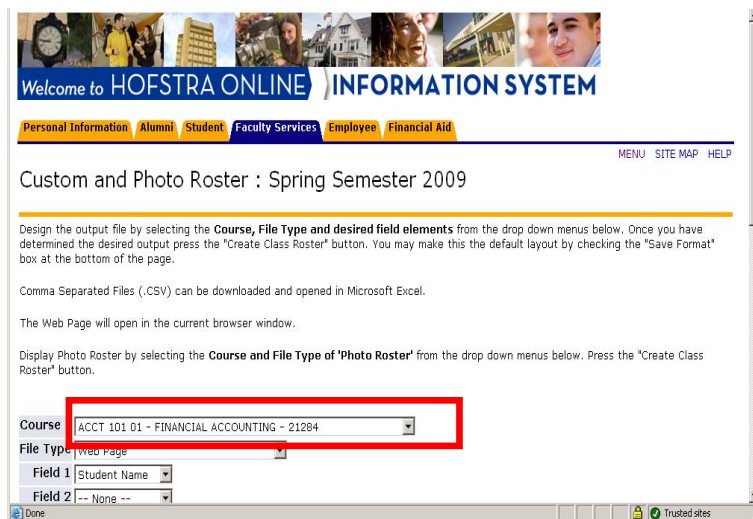 Welcome to HOFSTRA ONLINE INFORMATION SYSTEM
Personal Information Alumni Student Faculty Services Employee Financial Aid
MENU SITE MAP HELP
Custom and Photo Roster : Spring Semester 2009
Design the output file by selecting the Course, File Type and desired field elements from the drop down menus below. Once you have
determined the desired output press the "Create Class Roster" button. You may make this the default layout by checking the "Save Format"
box at the bottom of the page.
Comma Separated Files (.CSV) can be downloaded and opened in Microsoft Excel.
The Web Page will open in the current browser window.
Display Photo Roster by selecting the Course and File Type of 'Photo Roster' from the drop down menus below. Press the "Create Class
Roster" button.
Course ACCT 101 01 - FINANCIAL ACCOUNTING - 21284
File Type Web Page
Field 1 Student Name
Field 2 -- None --
Done Trusted sites